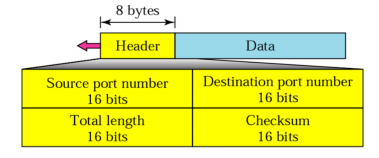 8 bytes
Header Data
Source port number Destination port number
16 bits 16 bits
Total length Checksum
16 bits 16 bits